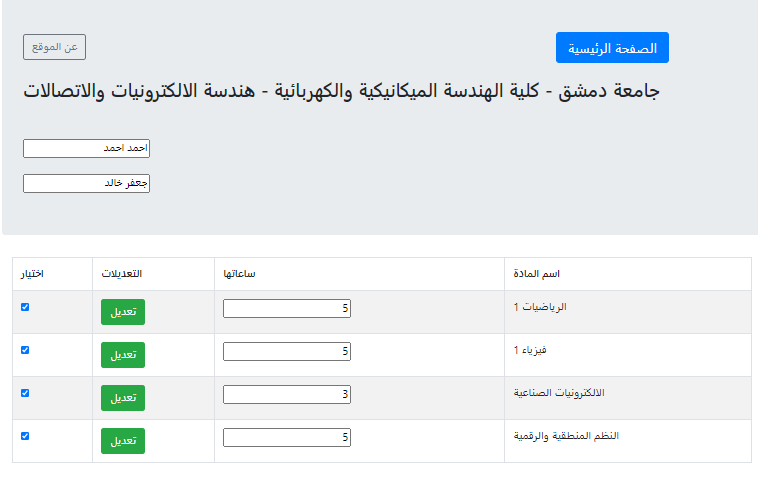 الصفحة الرئيسية
عن الموقع
جامعة دمشق - كلية الهندسة الميكانيكية والكهربائية - هندسة الالكترونيات والاتصالات
احمد احمد
جعفر خالد
اسم المادة ساعاتها التعديلات اختيار
الرياضيات 1 5 تعديل
فيزياء 1 5 تعديل
الالكترونيات الصناعية 3 تعديل
النظم المنطقية والرقمية 5 تعديل